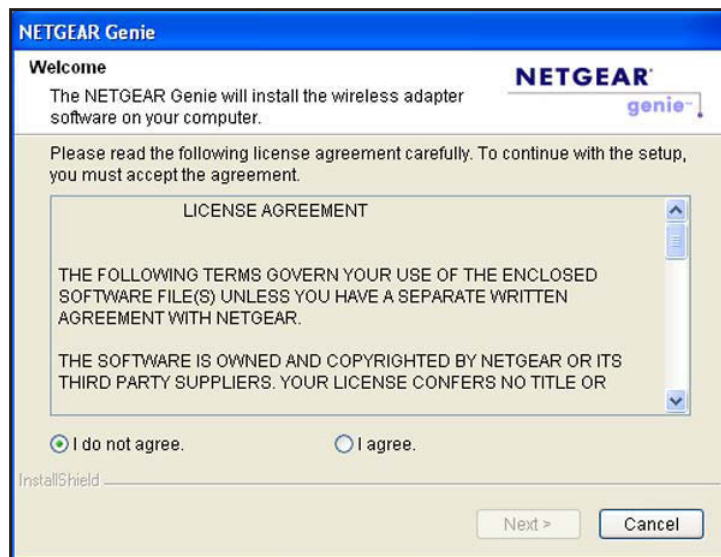 NETGEAR Genie
Welcome
The NETGEAR Genie will install the wireless adapter
software on your computer.
NETGEAR®
genie™
Please read the following license agreement carefully. To continue with the setup,
you must accept the agreement.
LICENSE AGREEMENT
THE FOLLOWING TERMS GOVERN YOUR USE OF THE ENCLOSED
SOFTWARE FILE(S) UNLESS YOU HAVE A SEPARATE WRITTEN
AGREEMENT WITH NETGEAR.
THE SOFTWARE IS OWNED AND COPYRIGHTED BY NETGEAR OR ITS
THIRD PARTY SUPPLIERS. YOUR LICENSE CONFERS NO TITLE OR
I do not agree.
I agree.
InstallShield
Next >
Cancel